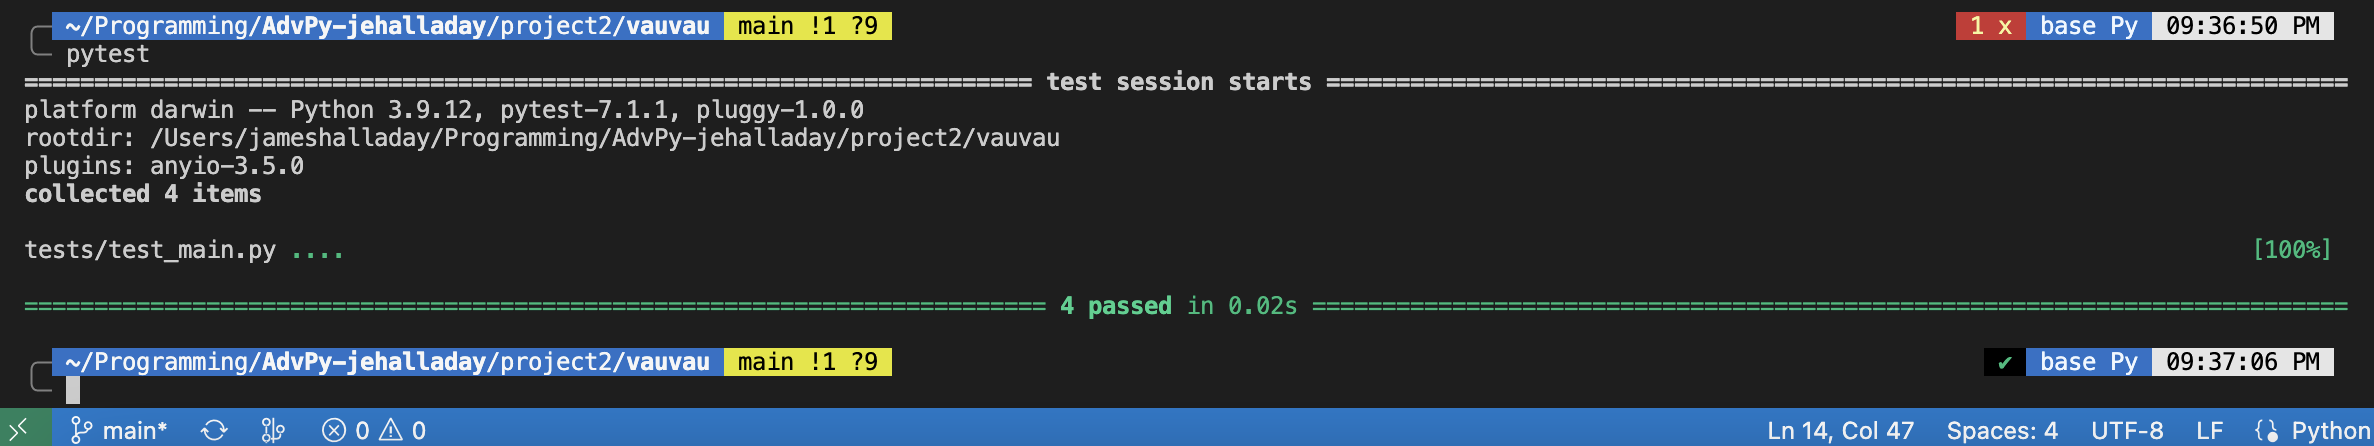 ~/Programming/AdvPy-jehalladay/project2/vauvau main !1 ?9 1 x base Py 09:36:50 PM
pytest
======================================================================== test session starts =========================================================================
platform darwin -- Python 3.9.12, pytest-7.1.1, pluggy-1.0.0
rootdir: /Users/jameshalladay/Programming/AdvPy-jehalladay/project2/vauvau
plugins: anyio-3.5.0
collected 4 items
tests/test_main.py .... [100%]
========================================================================= 4 passed in 0.02s ==========================================================================
~/Programming/AdvPy-jehalladay/project2/vauvau main !1 ?9 ✔ base Py 09:37:06 PM
main* 0 0 Ln 14, Col 47 Spaces: 4 UTF-8 LF Python